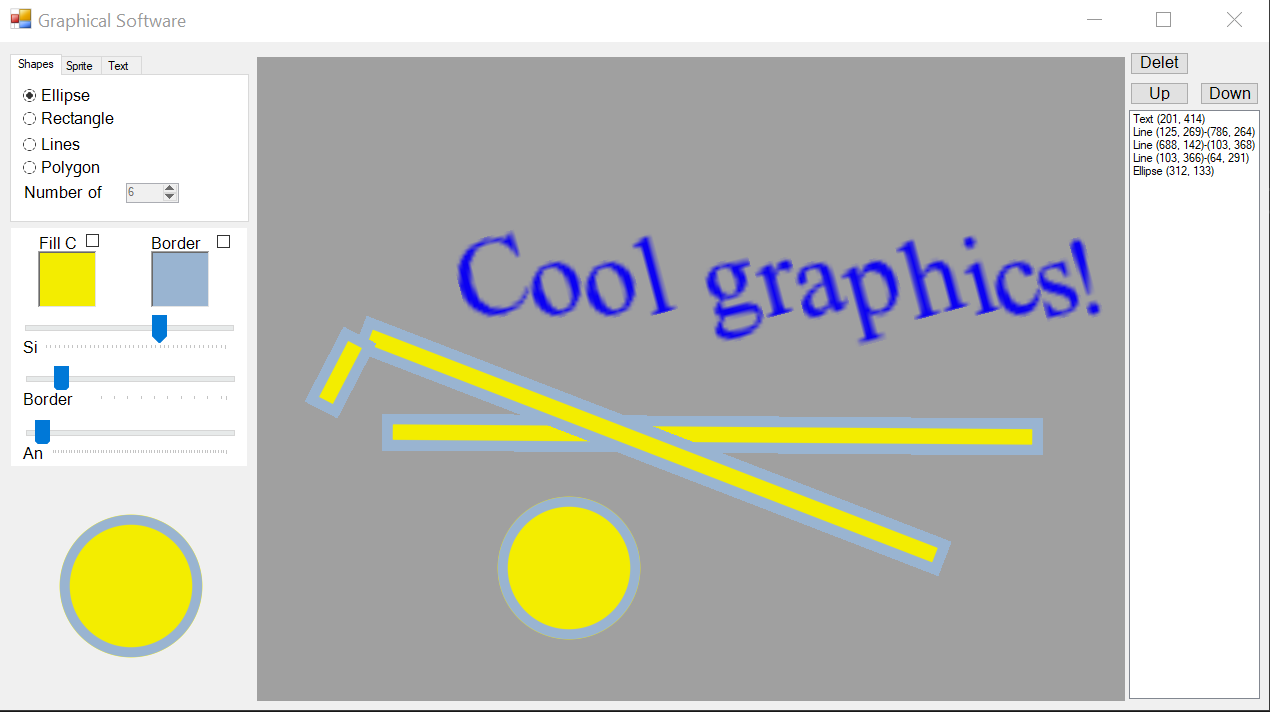 Graphical Software
Shapes Sprite Text
Ellipse
Rectangle
Lines
Polygon
Number of 6
Fill C Border
Si
Border
An
Cool graphics!
Delet
Up Down
Text (201, 414)
Line (125, 269)-(786, 264)
Line (688, 142)-(103, 368)
Line (103, 366)-(64, 291)
Ellipse (312, 133)